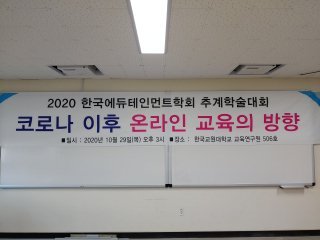 2020 한국에듀테인먼트학회 추계학술대회
코로나 이후 온라인 교육의 방향
■일시 : 2020년 10월 29일(목) 오후 3시 ■장소 : 한국교원대학교 교육연구원 506호